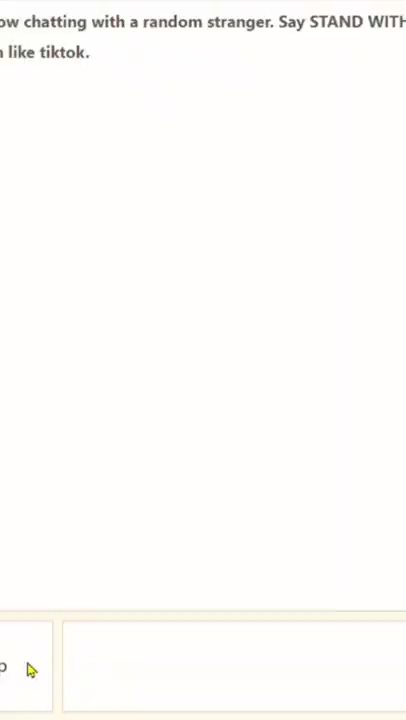 ow chatting with a random stranger. Say STAND WITH
like tiktok.
p